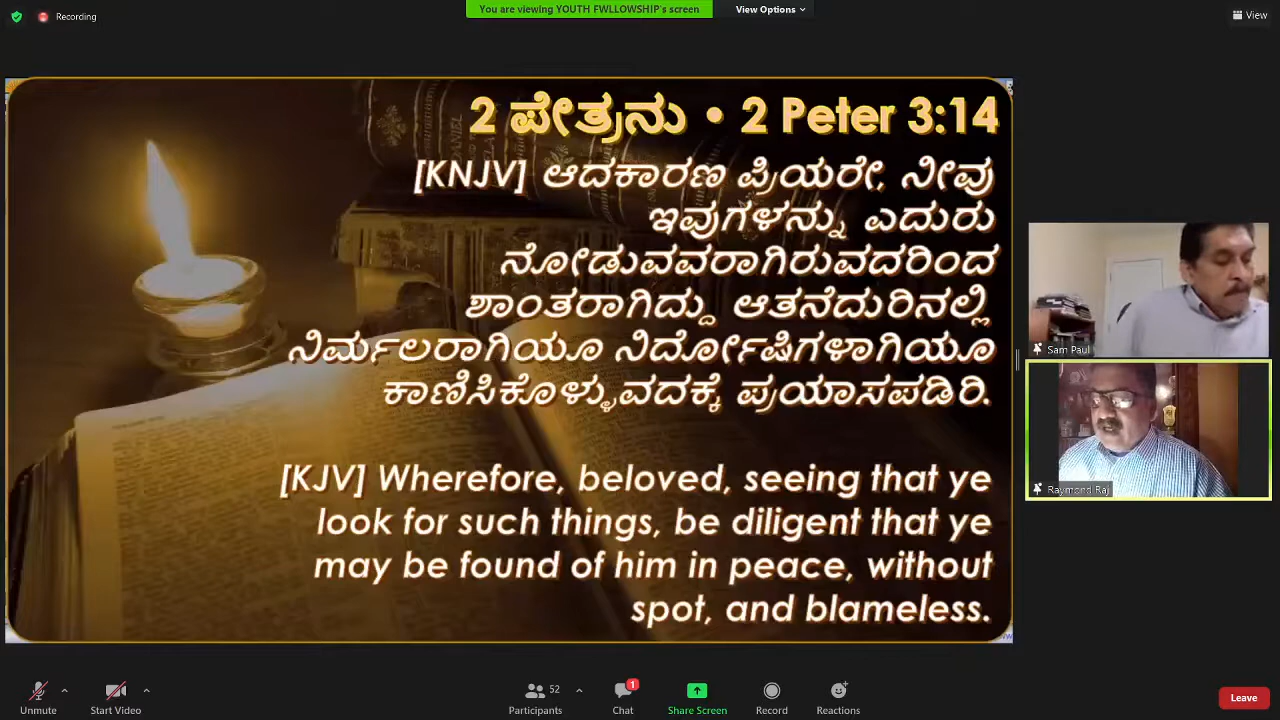 Recording
You are viewing YOUTH FWLLOWSHIP's screen
View Options
View
2 ಪೇತ್ರನು • 2 Peter 3:14
[KNJV] ಆದಕಾರಣ ಪ್ರಿಯರೇ, ನೀವು
ಇವುಗಳನ್ನು ಎದುರು
ನೋಡುವವರಾಗಿರುವದರಿಂದ
ಶಾಂತರಾಗಿದ್ದು ಆತನೆದುರಿನಲ್ಲಿ
ನಿರ್ಮಲರಾಗಿಯೂ ನಿರ್ದೋಷಿಗಳಾಗಿಯೂ
ಕಾಣಿಸಿಕೊಳ್ಳುವದಕ್ಕೆ ಪ್ರಯಾಸಪಡಿರಿ.
[KJV] Wherefore, beloved, seeing that ye
look for such things, be diligent that ye
may be found of him in peace, without
spot, and blameless.
DANIEL
Sam Paul
Raymond Raj
Unmute
Start Video
52
Participants
1
Chat
Share Screen
Record
Reactions
Leave